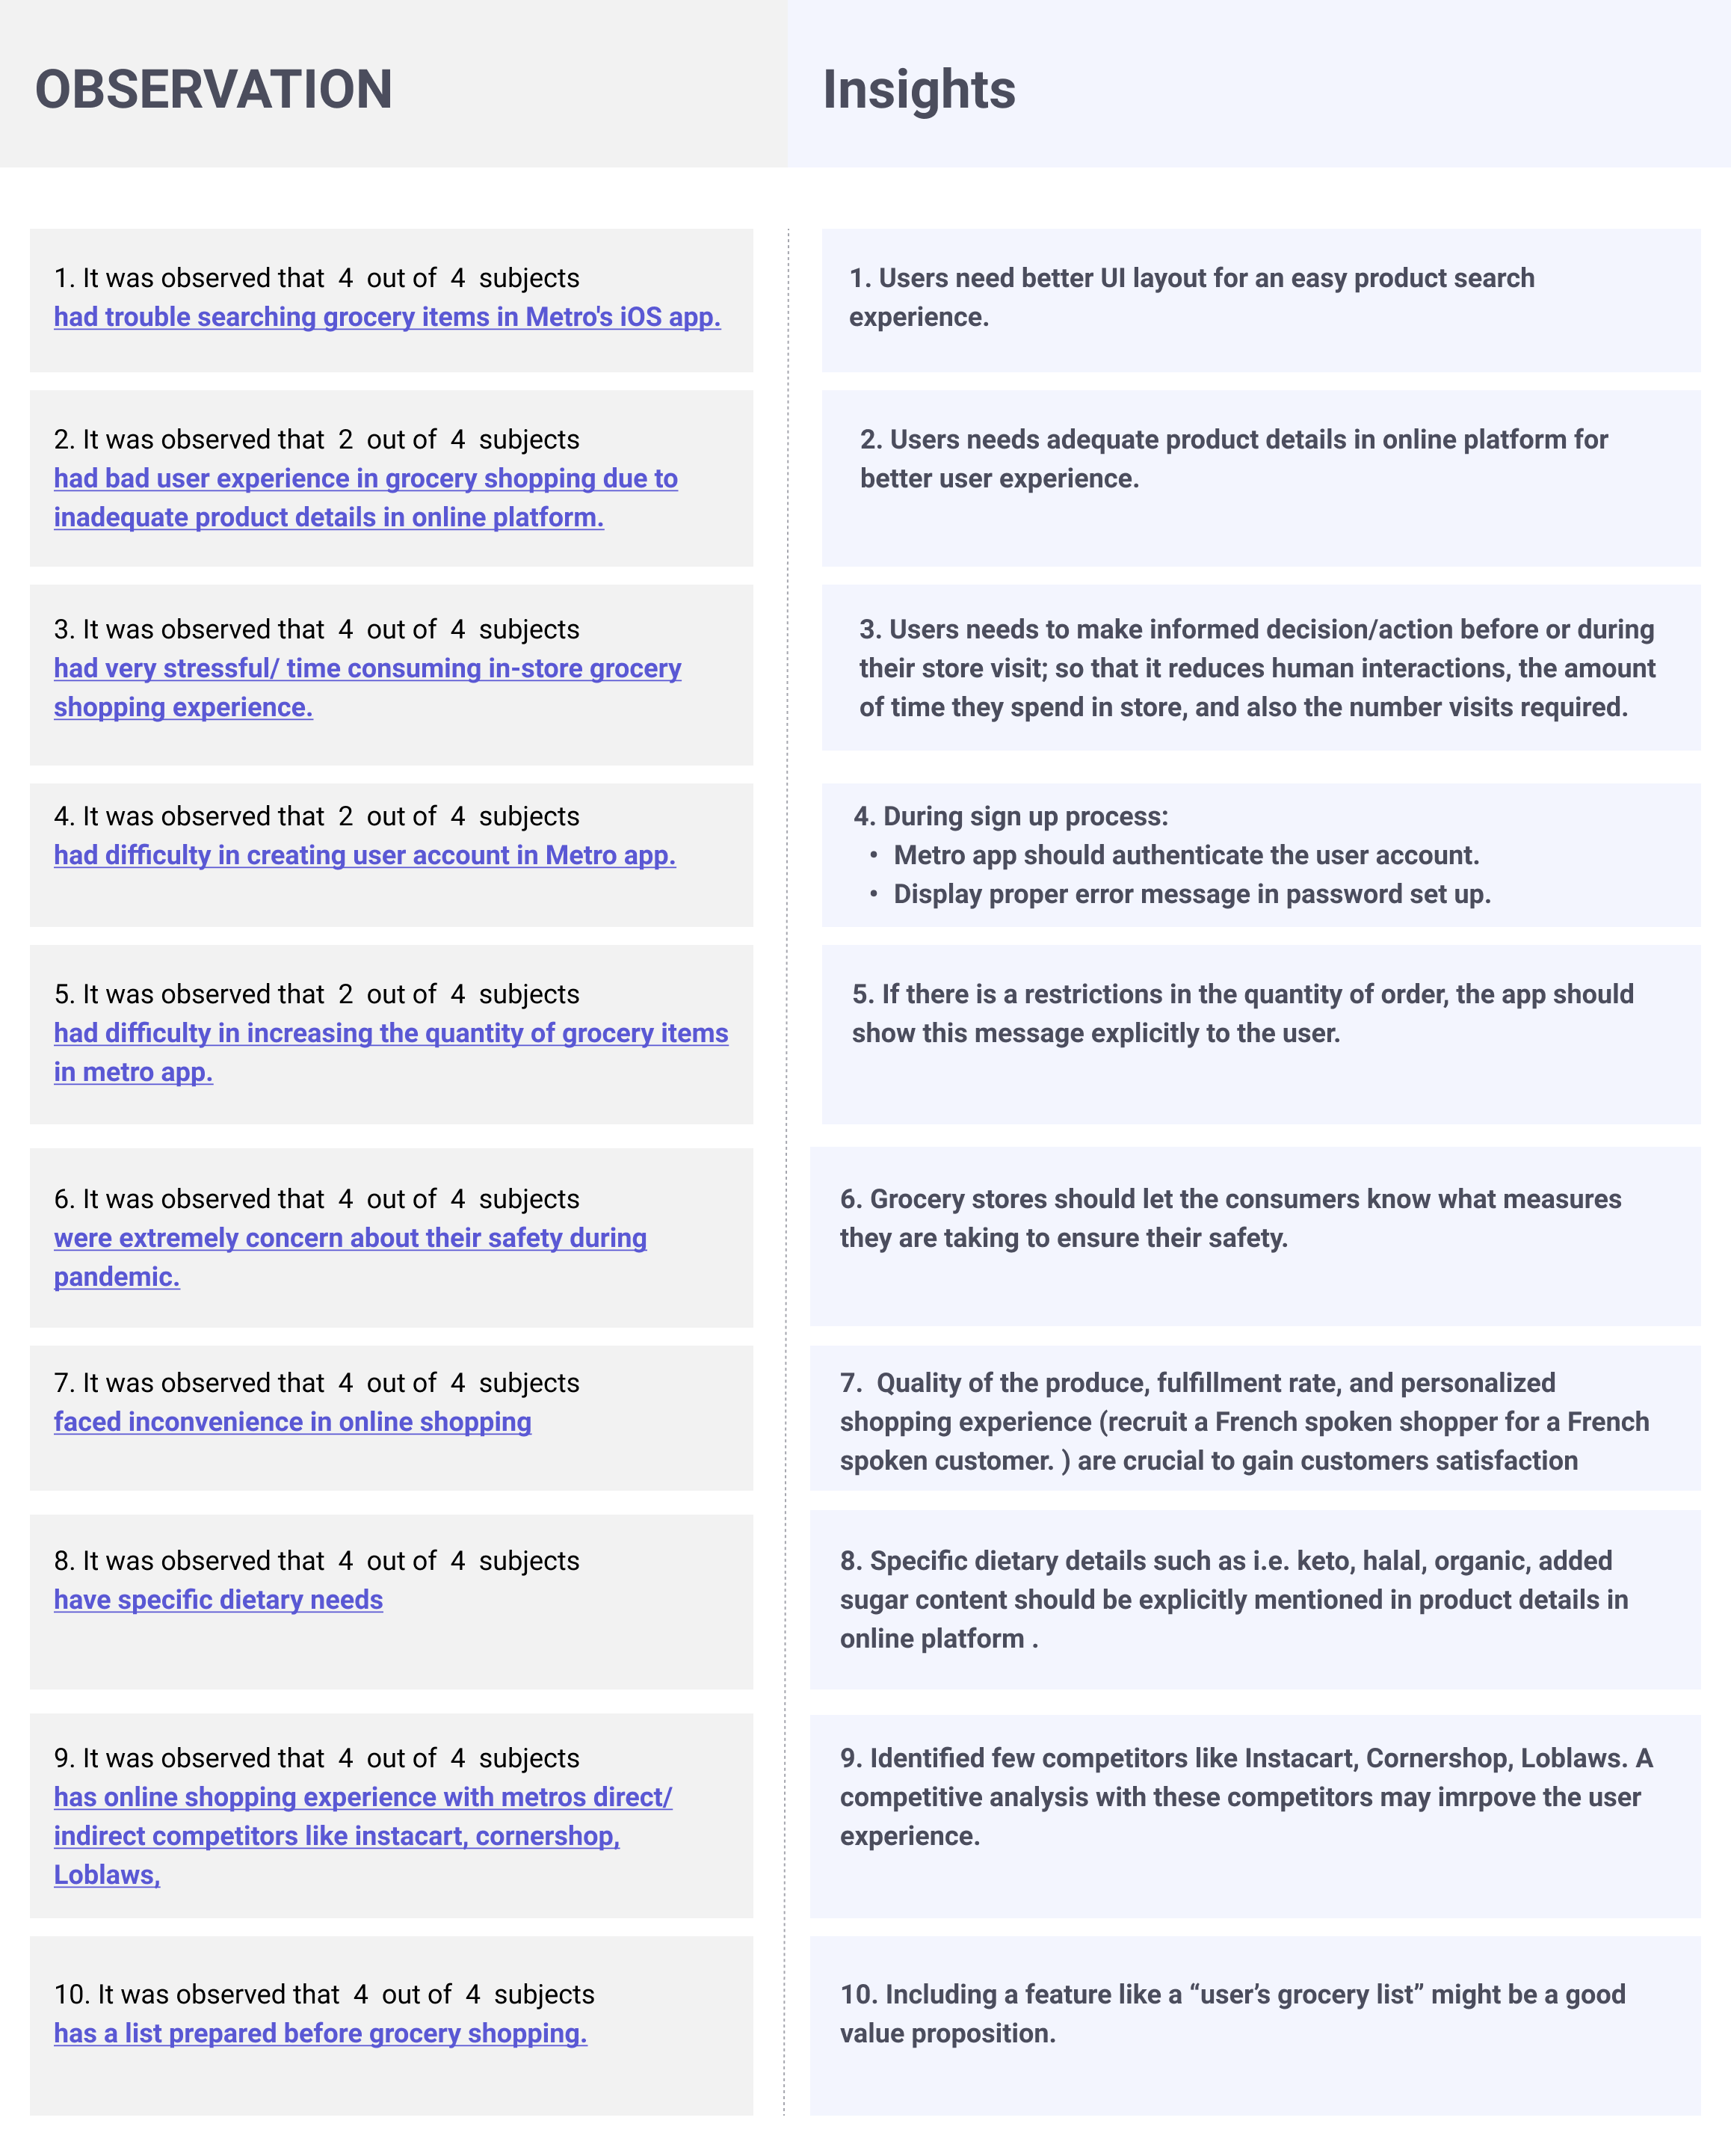 OBSERVATION
Insights
1. It was observed that 4 out of 4 subjects
had trouble searching grocery items in Metro's iOS app.
1. Users need better UI layout for an easy product search
experience.
2. It was observed that 2 out of 4 subjects
had bad user experience in grocery shopping due to
inadequate product details in online platform.
2. Users needs adequate product details in online platform for
better user experience.
3. It was observed that 4 out of 4 subjects
had very stressful/ time consuming in-store grocery
shopping experience.
3. Users needs to make informed decision/action before or during
their store visit; so that it reduces human interactions, the amount
of time they spend in store, and also the number visits required.
4. It was observed that 2 out of 4 subjects
had difficulty in creating user account in Metro app.
4. During sign up process:
• Metro app should authenticate the user account.
• Display proper error message in password set up.
5. It was observed that 2 out of 4 subjects
had difficulty in increasing the quantity of grocery items
in metro app.
5. If there is a restrictions in the quantity of order, the app should
show this message explicitly to the user.
6. It was observed that 4 out of 4 subjects
were extremely concern about their safety during
pandemic.
6. Grocery stores should let the consumers know what measures
they are taking to ensure their safety.
7. It was observed that 4 out of 4 subjects
faced inconvenience in online shopping
7. Quality of the produce, fulfillment rate, and personalized
shopping experience (recruit a French spoken shopper for a French
spoken customer. ) are crucial to gain customers satisfaction
8. It was observed that 4 out of 4 subjects
have specific dietary needs
8. Specific dietary details such as i.e. keto, halal, organic, added
sugar content should be explicitly mentioned in product details in
online platform .
9. It was observed that 4 out of 4 subjects
has online shopping experience with metros direct/
indirect competitors like instacart, cornershop,
Loblaws,
9. Identified few competitors like Instacart, Cornershop, Loblaws. A
competitive analysis with these competitors may imrpove the user
experience.
10. It was observed that 4 out of 4 subjects
has a list prepared before grocery shopping.
10. Including a feature like a “user’s grocery list” might be a good
value proposition.